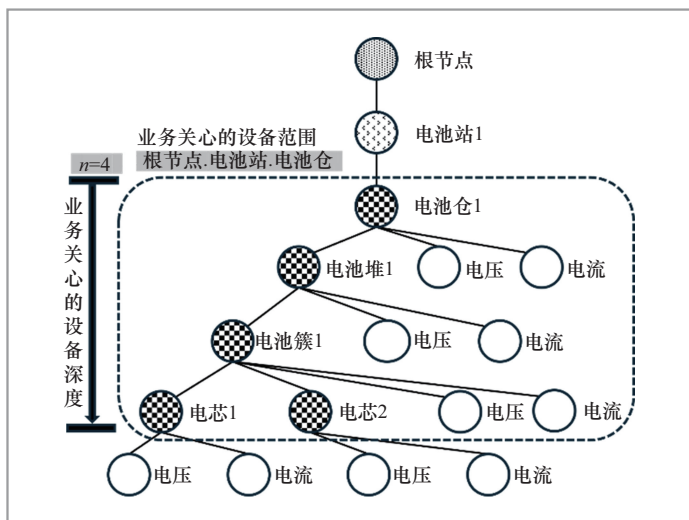 根节点
电池站1
业务关心的设备范围
n=4
根节点.电池站.电池仓
业务关心的设备深度
电池仓1
电池堆1
电压
电流
电池簇1
电压
电流
电芯1
电芯2
电压
电流
电压
电流
电压
电流